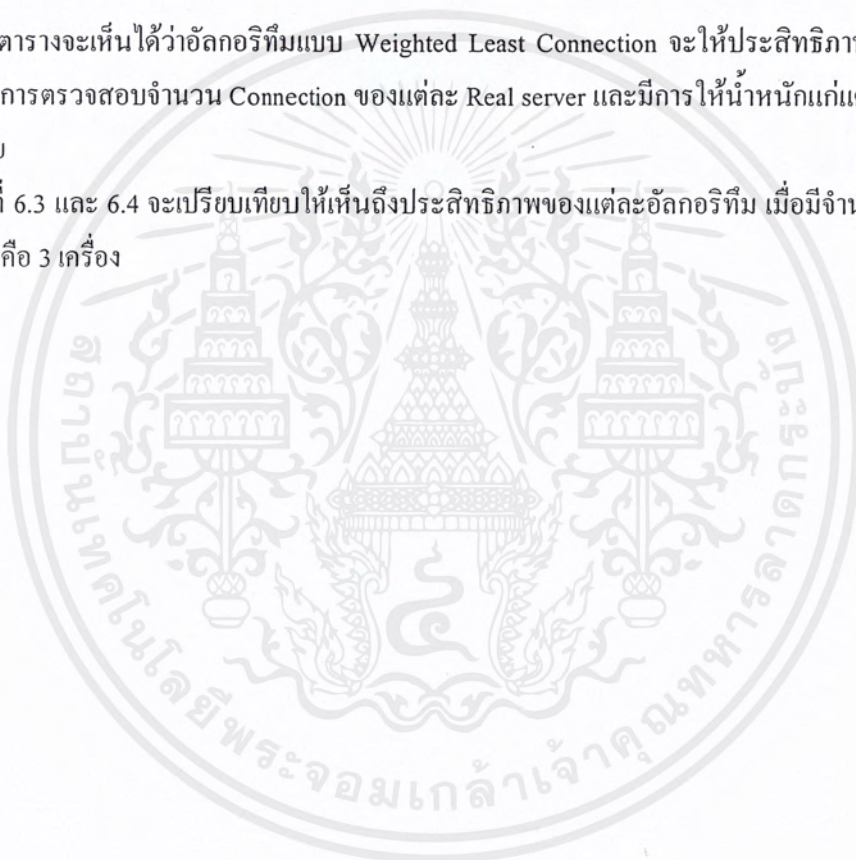 ตารางจะเห็นได้ว่าอัลกอริทึมแบบ Weighted Least Connection จะให้ประสิทธิภา
การตรวจสอบจำนวน Connection ของแต่ละ Real server และมีการให้น้ำหนักแก่
ที่ 6.3 และ 6.4 จะเปรียบเทียบให้เห็นถึงประสิทธิภาพของแต่ละอัลกอริทึม เมื่อมีจำน
คือ 3 เครื่อง
สถาบันเทคโนโลยีพระจอมเกล้าเจ้าคุณทหารลาดกระบัง